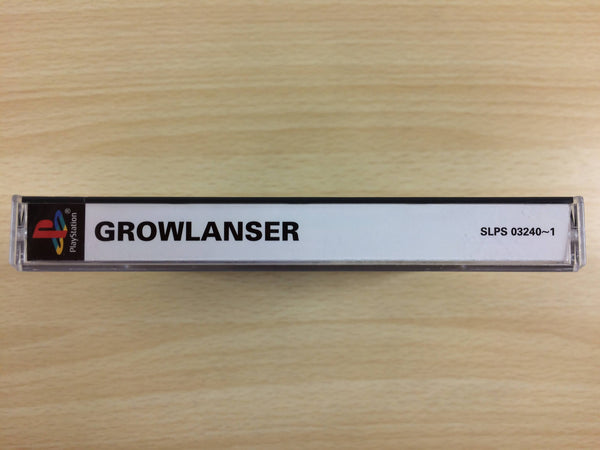 PlayStation ®
GROWLANSER
SLPS 03240~1